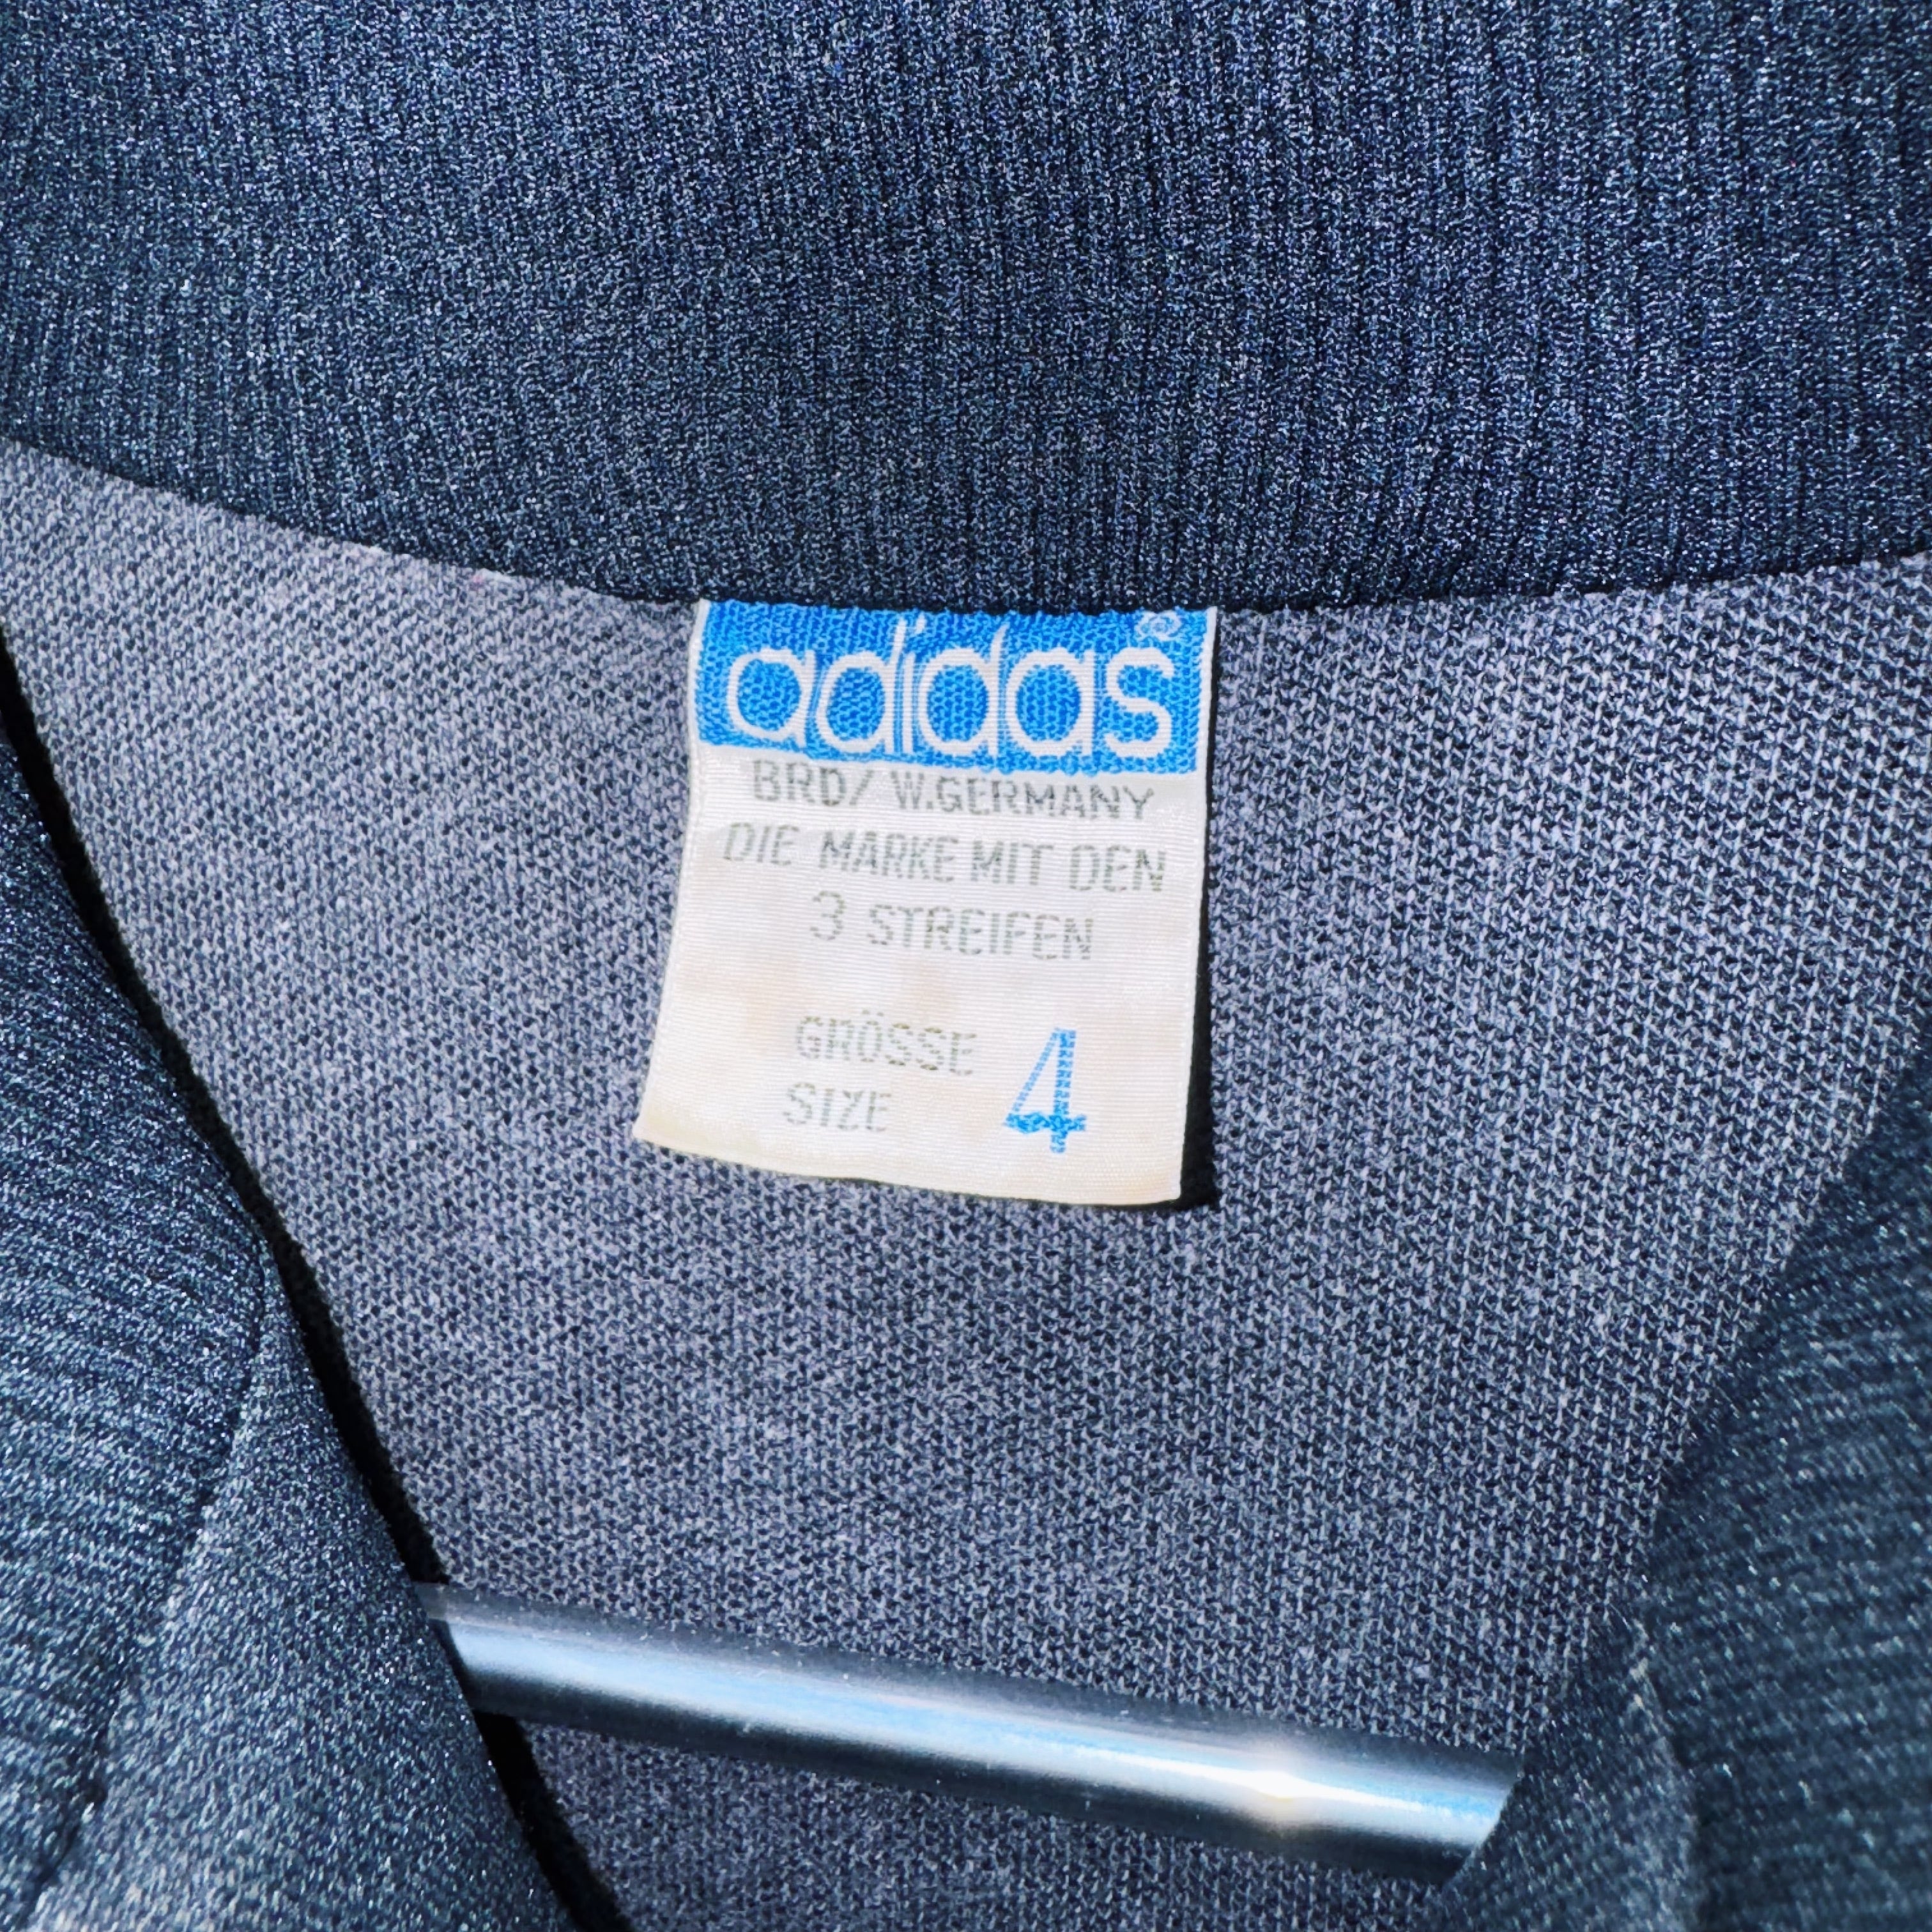 adidas®
BRD/ W.GERMANY
DIE MARKE MIT DEN
3 STREIFEN
GRÖSSE 4
SIZE